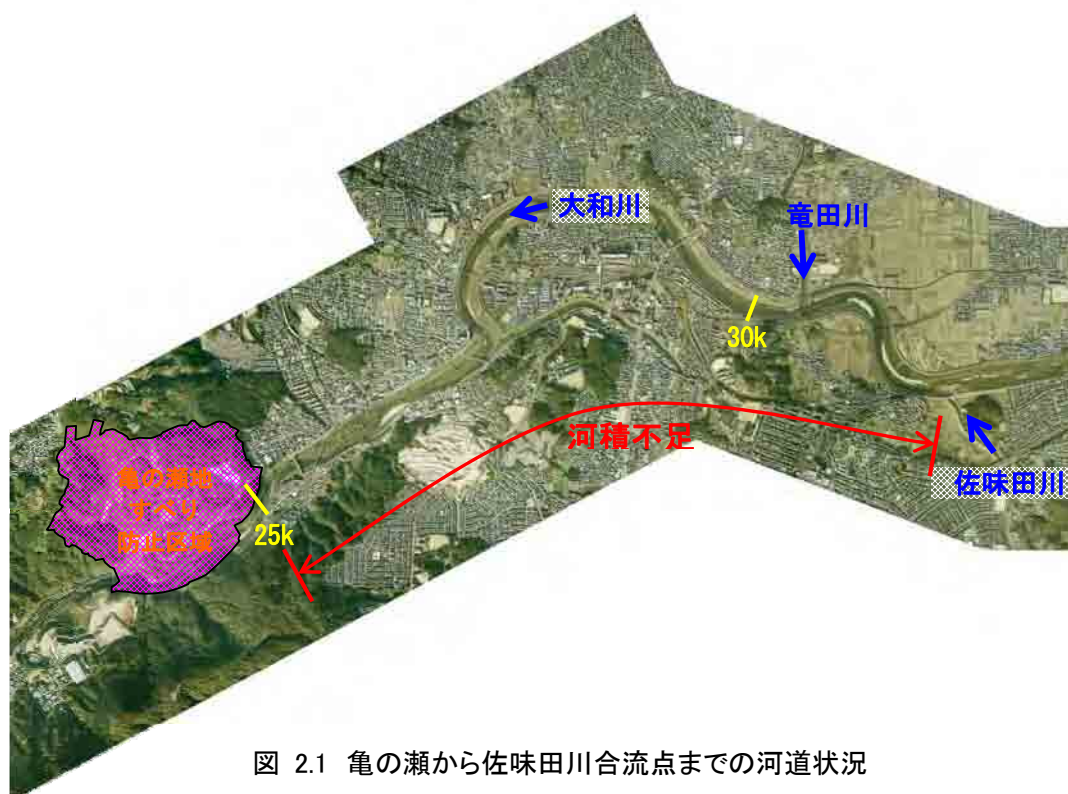 大和川
竜田川
30k
河積不足
佐味田川
亀の瀬地
すべり
防止区域
25k
図 2.1 亀の瀬から佐味田川合流点までの河道状況